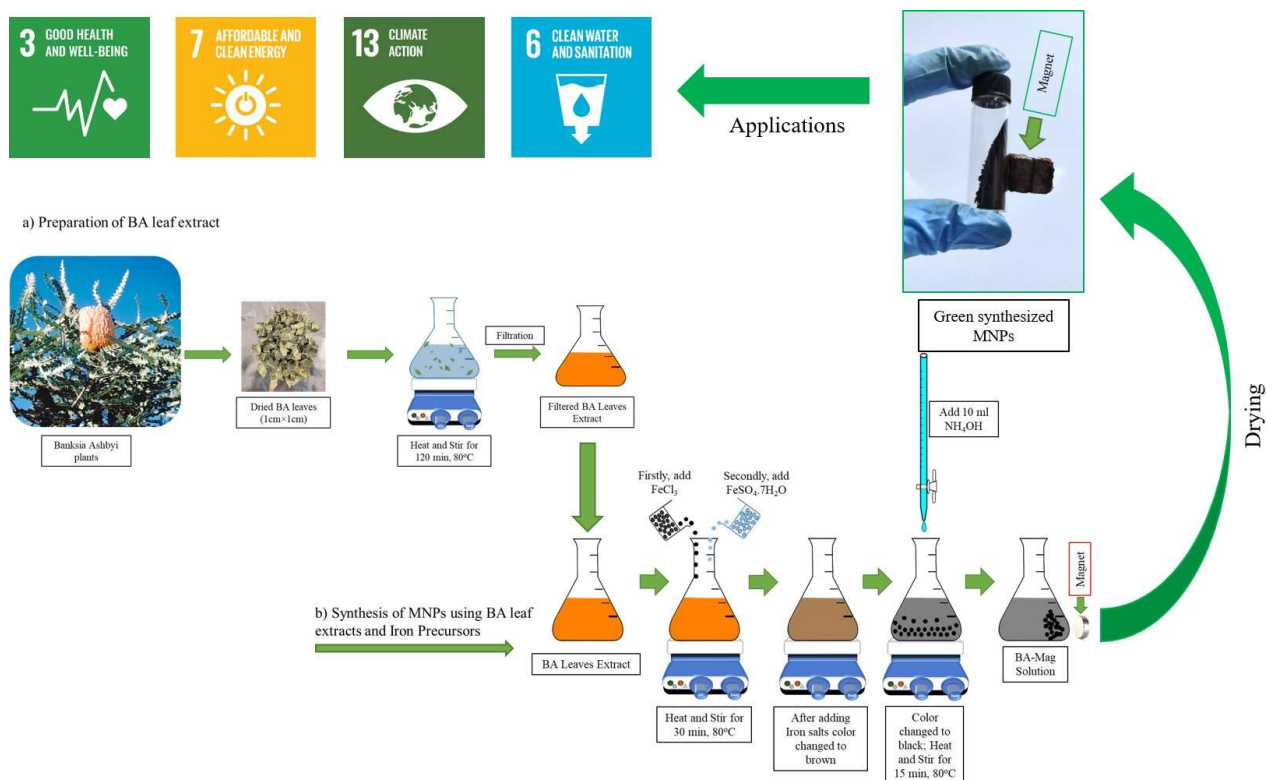 3 GOOD HEALTH
AND WELL-BEING
7 AFFORDABLE AND
CLEAN ENERGY
13 CLIMATE
ACTION
6 CLEAN WATER
AND SANITATION
Applications
Magnet
Green synthesized
MNPs
Drying
a) Preparation of BA leaf extract
Banksia Ashbyi
plants
Dried BA leaves
(1cm×1cm)
Heat and Stir for
120 min, 80°C
Filtration
Filtered BA Leaves
Extract
b) Synthesis of MNPs using BA leaf
extracts and Iron Precursors
BA Leaves Extract
Firstly, add
FeCl₃
Secondly, add
FeSO₄.7H₂O
Heat and Stir for
30 min, 80°C
After adding
Iron salts color
changed to
brown
Add 10 ml
NH₄OH
Color
changed to
black; Heat
and Stir for
15 min, 80°C
BA-Mag
Solution
Magnet